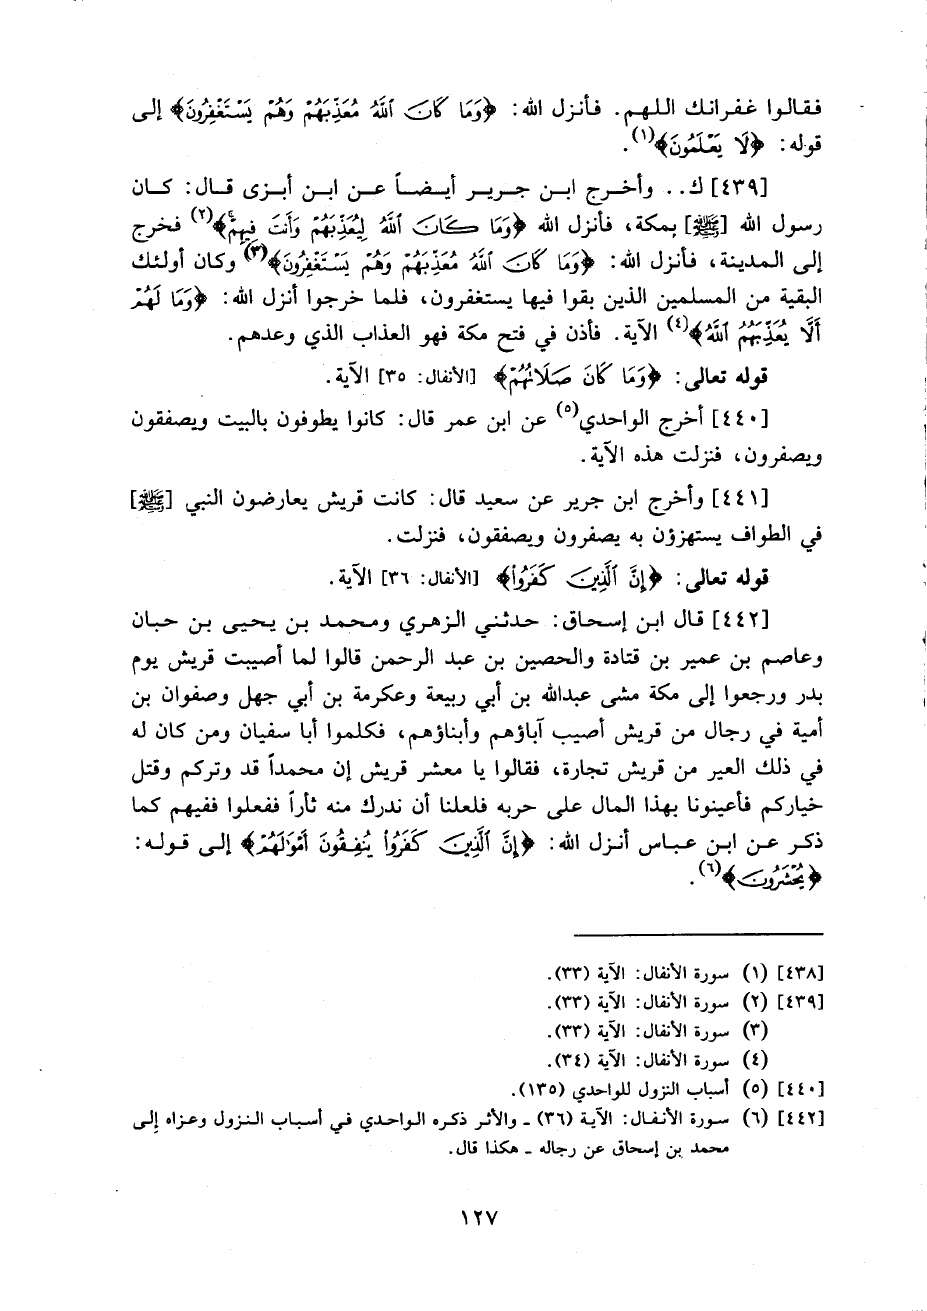 فقالوا غفرانك اللهم. فأنزل الله: ﴿وَمَا كَانَ ٱللَّهُ مُعَذِّبَهُمْ وَهُمْ يَسْتَغْفِرُونَ﴾ إلى
قوله: ﴿لَا يَعْلَمُونَ﴾(١).
[٤٣٩] ك.. وأخرج ابن جرير أيضاً عن ابن أبزى قال: كان
رسول الله [ﷺ] بمكة، فأنزل الله ﴿وَمَا كَانَ ٱللَّهُ لِيُعَذِّبَهُمْ وَأَنتَ فِيهِمْ﴾(٢) فخرج
إلى المدينة، فأنزل الله: ﴿وَمَا كَانَ ٱللَّهُ مُعَذِّبَهُمْ وَهُمْ يَسْتَغْفِرُونَ﴾(٣) وكان أولئك
البقية من المسلمين الذين بقوا فيها يستغفرون، فلما خرجوا أنزل الله: ﴿وَمَا لَهُمْ
أَلَّا يُعَذِّبَهُمُ ٱللَّهُ﴾(٤) الآية. فأذن في فتح مكة فهو العذاب الذي وعدهم.
قوله تعالى: ﴿وَمَا كَانَ صَلَاتُهُمْ﴾ [الأنفال: ٣٥] الآية.
[٤٤٠] أخرج الواحدي(٥) عن ابن عمر قال: كانوا يطوفون بالبيت ويصفقون
ويصفرون، فنزلت هذه الآية.
[٤٤١] وأخرج ابن جرير عن سعيد قال: كانت قريش يعارضون النبي [ﷺ]
في الطواف يستهزؤن به يصفرون ويصفقون، فنزلت.
قوله تعالى: ﴿إِنَّ ٱلَّذِينَ كَفَرُوا۟﴾ [الأنفال: ٣٦] الآية.
[٤٤٢] قال ابن إسحاق: حدثني الزهري ومحمد بن يحيى بن حبان
وعاصم بن عمير بن قتادة والحصين بن عبد الرحمن قالوا لما أصيبت قريش يوم
بدر ورجعوا إلى مكة مشى عبدالله بن أبي ربيعة وعكرمة بن أبي جهل وصفوان بن
أمية في رجال من قريش أصيب آباؤهم وأبناؤهم، فكلموا أبا سفيان ومن كان له
في ذلك العير من قريش تجارة، فقالوا يا معشر قريش إن محمداً قد وتركم وقتل
خياركم فأعينونا بهذا المال على حربه فلعلنا أن ندرك منه ثأراً ففعلوا ففيهم كما
ذكر عن ابن عباس أنزل الله: ﴿إِنَّ ٱلَّذِينَ كَفَرُوا۟ يُنفِقُونَ أَمْوَٰلَهُمْ﴾ إلى قوله:
﴿يُحْشَرُونَ﴾(٦).
[٤٣٨] (١) سورة الأنفال: الآية (٣٣).
[٤٣٩] (٢) سورة الأنفال: الآية (٣٣).
(٣) سورة الأنفال: الآية (٣٣).
(٤) سورة الأنفال: الآية (٣٤).
[٤٤٠] (٥) أسباب النزول للواحدي (١٣٥).
[٤٤٢] (٦) سورة الأنفال: الآية (٣٦) ـ والأثر ذكره الواحدي في أسباب النزول وعزاه إلى
محمد بن إسحاق عن رجاله ـ هكذا قال.
١٢٧